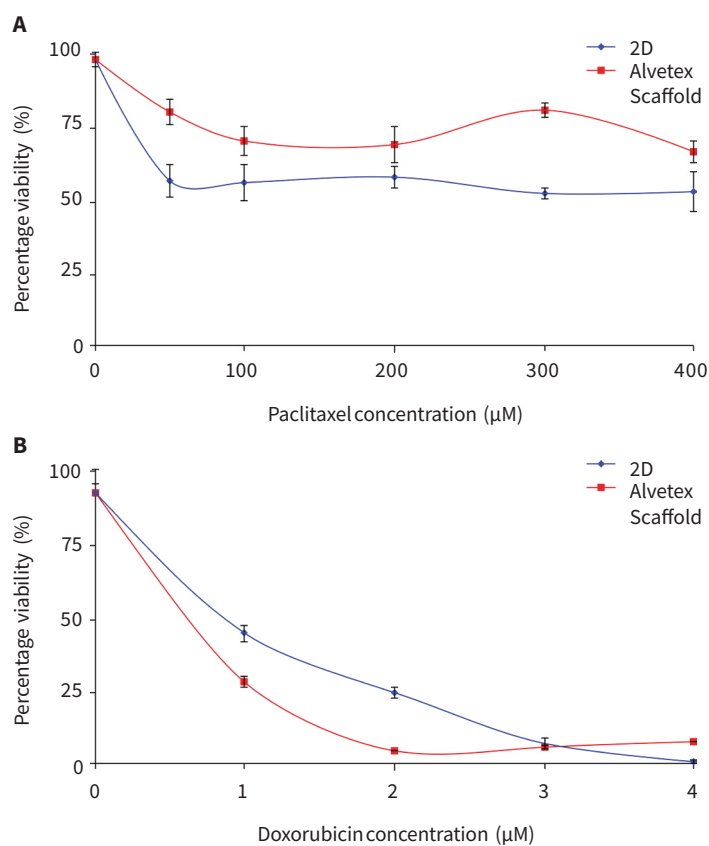 A
100
75
50
25
0
Percentage viability (%)
2D
Alvetex
Scaffold
0 100 200 300 400
Paclitaxel concentration (µM)
B
100
75
50
25
0
Percentage viability (%)
2D
Alvetex
Scaffold
0 1 2 3 4
Doxorubicin concentration (µM)